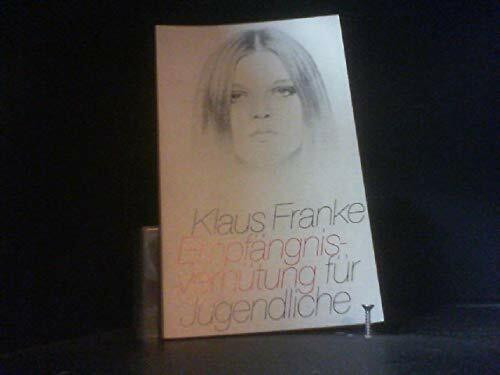 Klaus Franke
Empfängnis-
verhütung für
Jugendliche